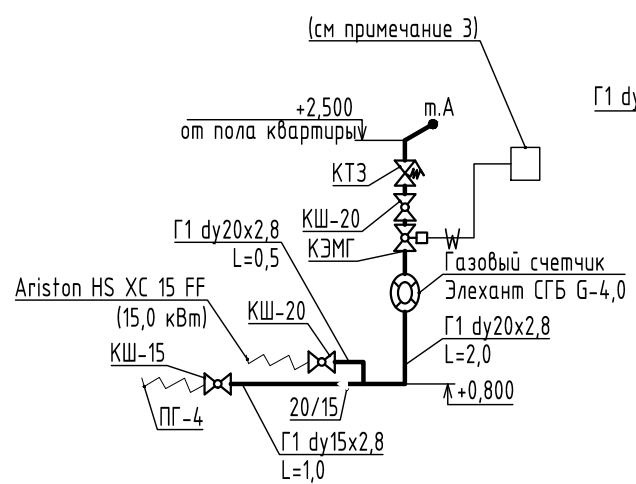 (см примечание 3)
Г1 dy
+2,500
от пола квартиры
т.А
КТЗ
КШ-20
Г1 dy20x2,8
L=0,5
КЭМГ
W
Газовый счетчик
Элехант СГБ G-4,0
Ariston HS XC 15 FF
(15,0 кВт)
КШ-20
Г1 dy20x2,8
L=2,0
КШ-15
+0,800
20/15
ПГ-4
Г1 dy15x2,8
L=1,0